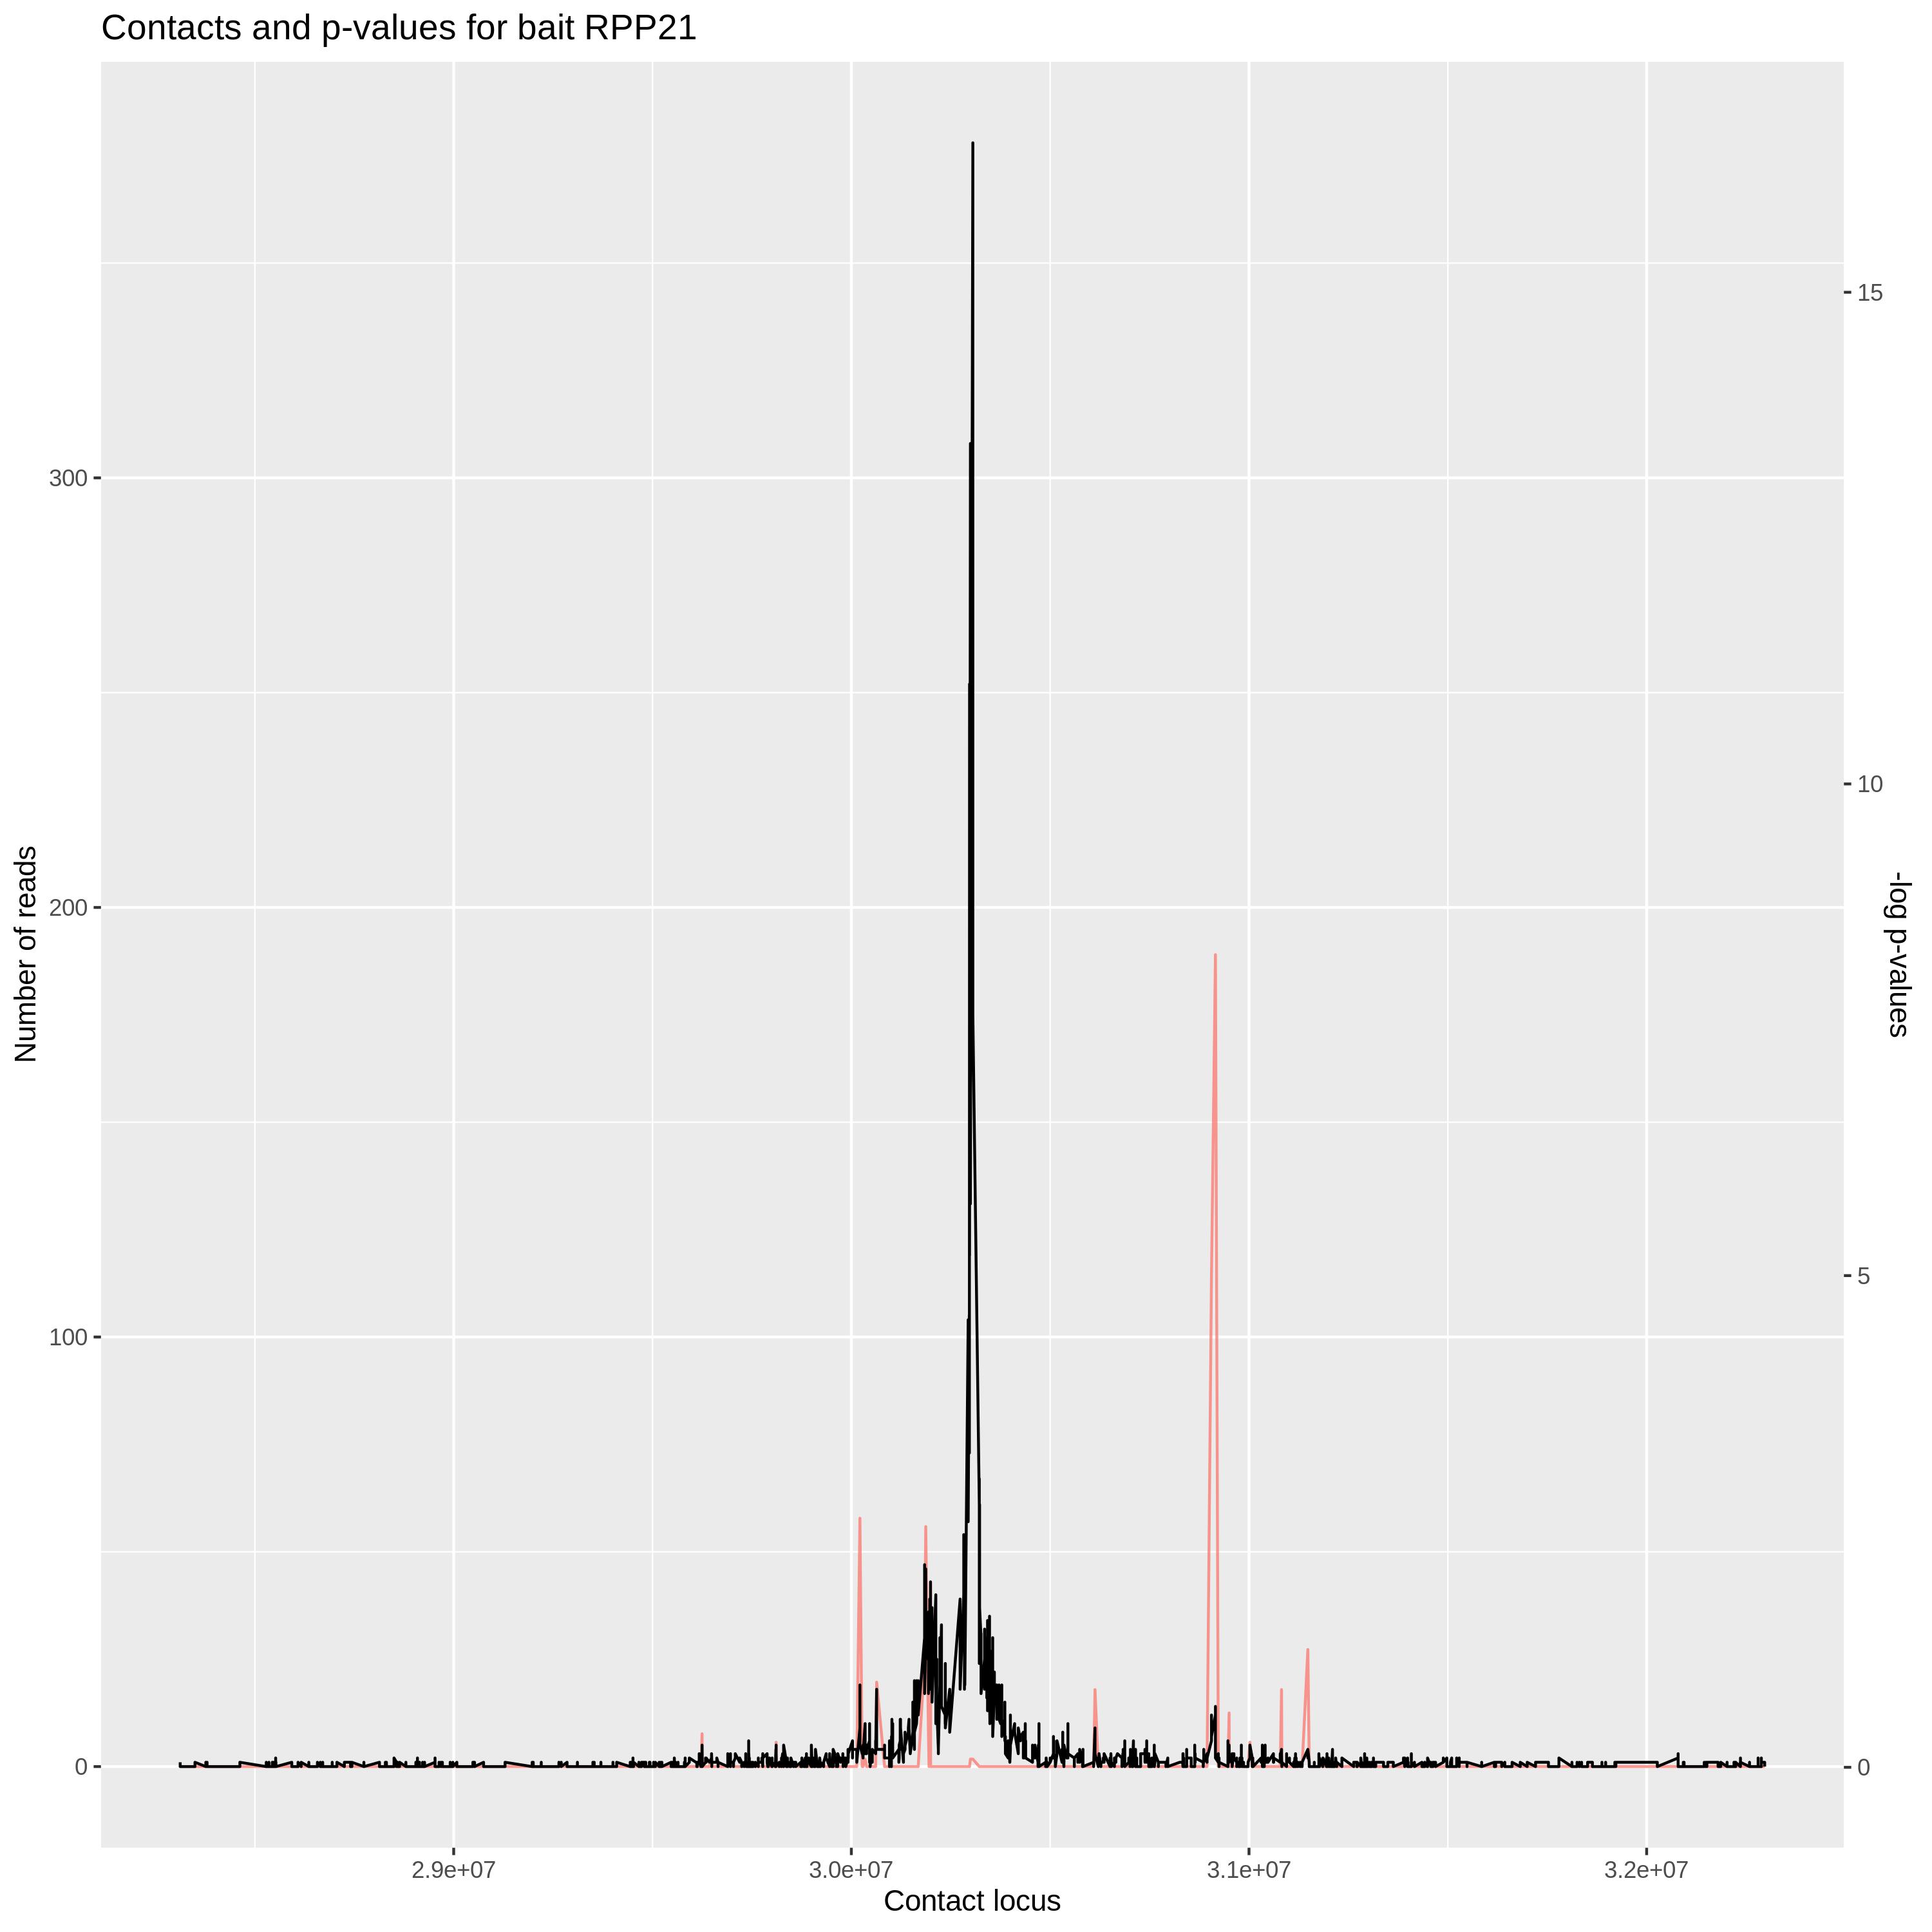 Contacts and p-values for bait RPP21
Number of reads
300
200
100
0
15
10
5
0
-log p-values
2.9e+07
3.0e+07
3.1e+07
3.2e+07
Contact locus